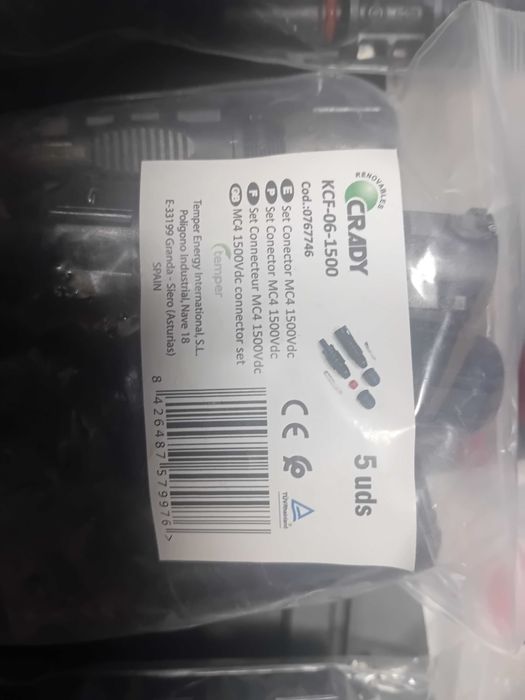 RENOVABLES
CRADY
5 uds
KCF-06-1500
Cod.:0767746
E Set Conector MC4 1500Vdc
P Set Conector MC4 1500Vdc
F Set Connecteur MC4 1500Vdc
GB MC4 1500Vdc connector set
CE
TÜVRheinland
temper
Temper Energy International, S.L.
Polígono Industrial, Nave 18
E-33199 Granda - Siero (Asturias)
SPAIN
8 426487 579976 >